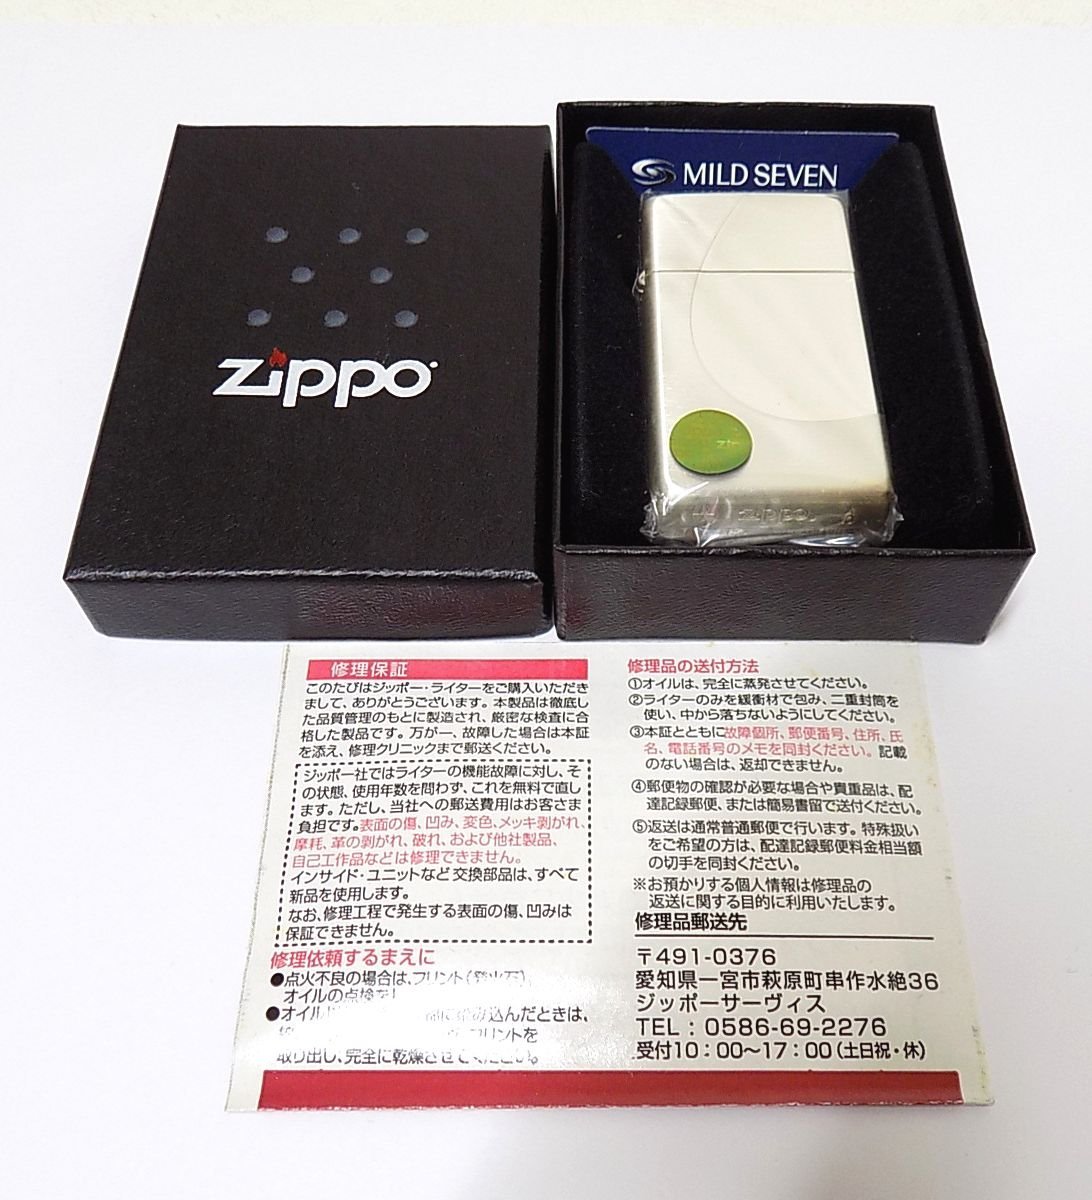 zippo
MILD SEVEN
zippo
修理保証
このたびはジッポー・ライターをご購入いただき
まして、ありがとうございます。本製品は徹底し
た品質管理のもとに製造され、厳密な検査に合
格した製品です。万が一、故障した場合は本証
を添え、修理クリニックまで郵送ください。
ジッポー社ではライターの機能故障に対し、そ
の状態、使用年数を問わず、これを無料で直し
ます。ただし、当社への郵送費用はお客さま
負担です。表面の傷、凹み、変色、メッキ剥がれ、
摩耗、革の剥がれ、破れ、および他社製品、
自己工作品などは修理できません。
インサイド・ユニットなど交換部品は、すべて
新品を使用します。
なお、修理工程で発生する表面の傷、凹みは
保証できません。
修理依頼するまえに
●点火不良の場合は、フリント(発火石)
オイルの点検を
●オイル 込んだときは、
フリントを
取り出し、完全に乾燥させてください。
修理品の送付方法
①オイルは、完全に蒸発させてください。
②ライターのみを緩衝材で包み、二重封筒を
使い、中から落ちないようにしてください。
③本証とともに故障個所、郵便番号、住所、氏
名、電話番号のメモを同封ください。記載
のない場合は、返却できません。
④郵便物の確認が必要な場合や貴重品は、配
達記録郵便、または簡易書留で送付ください。
⑤返送は通常普通郵便で行います。特殊扱い
をご希望の方は、配達記録郵便料金相当額
の切手を同封ください。
※お預かりする個人情報は修理品の
返送に関する目的に利用いたします。
修理品郵送先
〒491-0376
愛知県一宮市萩原町串作水絶36
ジッポーサーヴィス
TEL：0586-69-2276
受付10：00〜17：00(土日祝・休)